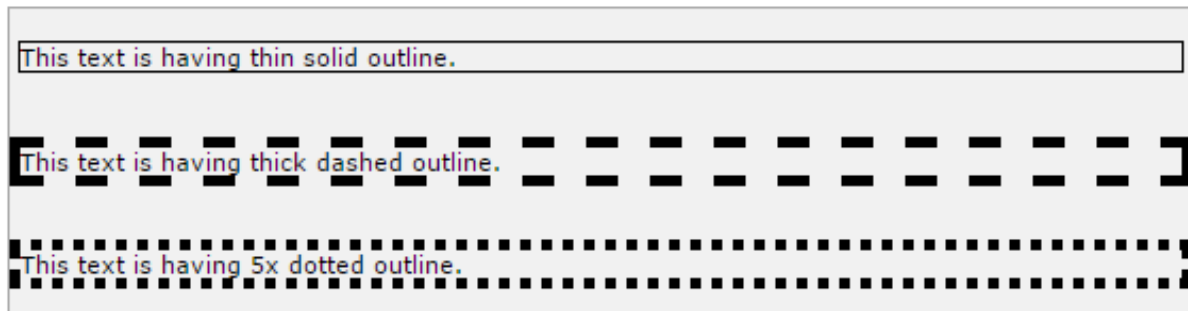 This text is having thin solid outline.
This text is having thick dashed outline.
This text is having 5x dotted outline.